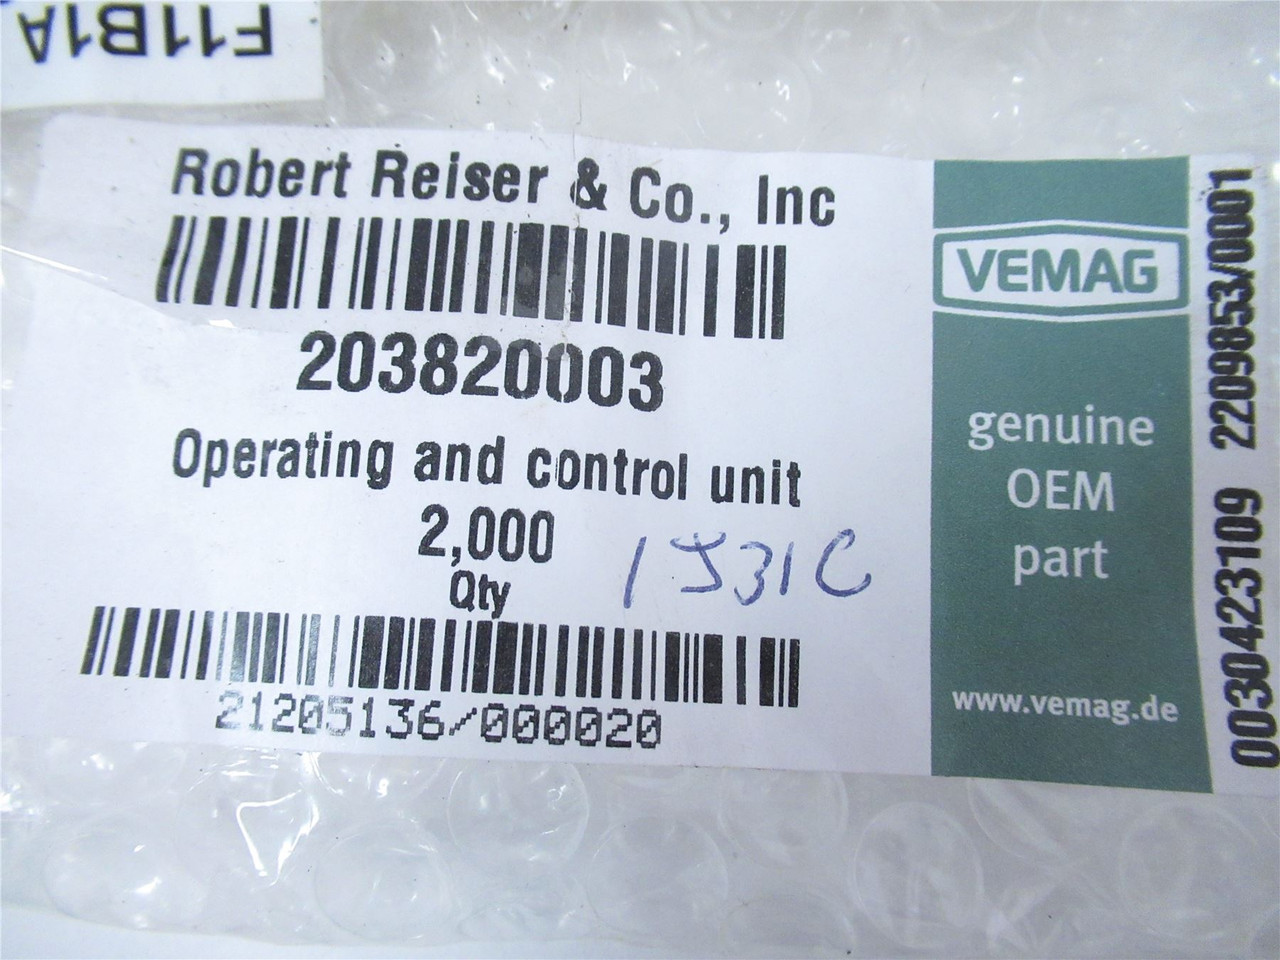 F11B1A
Robert Reiser & Co., Inc
203820003
Operating and control unit
2,000
Qty
1531C
21205136/000020
VEMAG
genuine
OEM
part
www.vemag.de
0030423109 2209853/0001